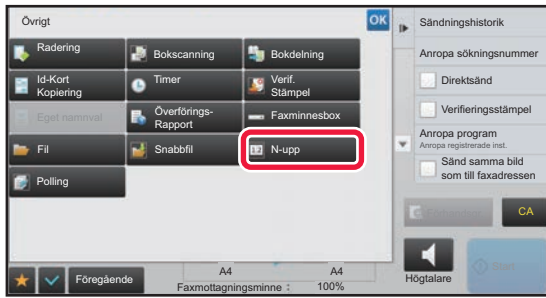 Övrigt
OK
Radering
Bokscanning
Bokdelning
Id-Kort
Kopiering
Timer
Verif.
Stämpel
Eget namnval
Överförings-
Rapport
Faxminnesbox
Fil
Snabbfil
N-upp
Polling
Föregående
A4
A4
Faxmottagningsminne :
100%
Sändningshistorik
Anropa sökningsnummer
Direktsänd
Verifieringsstämpel
Anropa program
Anropa registrerade inst.
Sänd samma bild
som till faxadressen
CA
Högtalare
Start